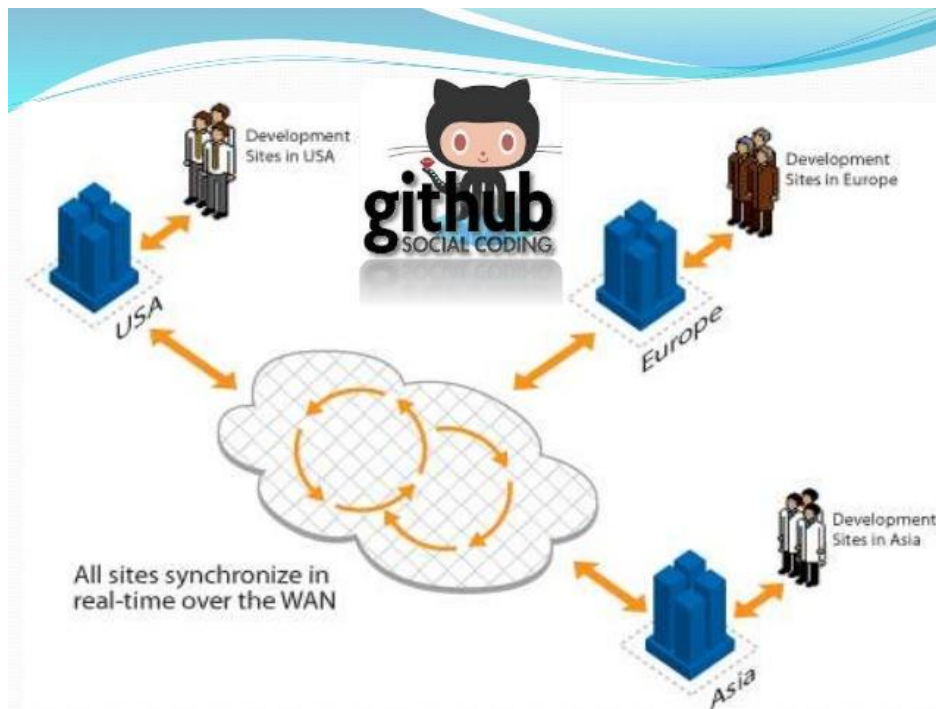 Development
Sites in USA
github
SOCIAL CODING
Development
Sites in Europe
USA
Europe
All sites synchronize in
real-time over the WAN
Development
Sites in Asia
Asia